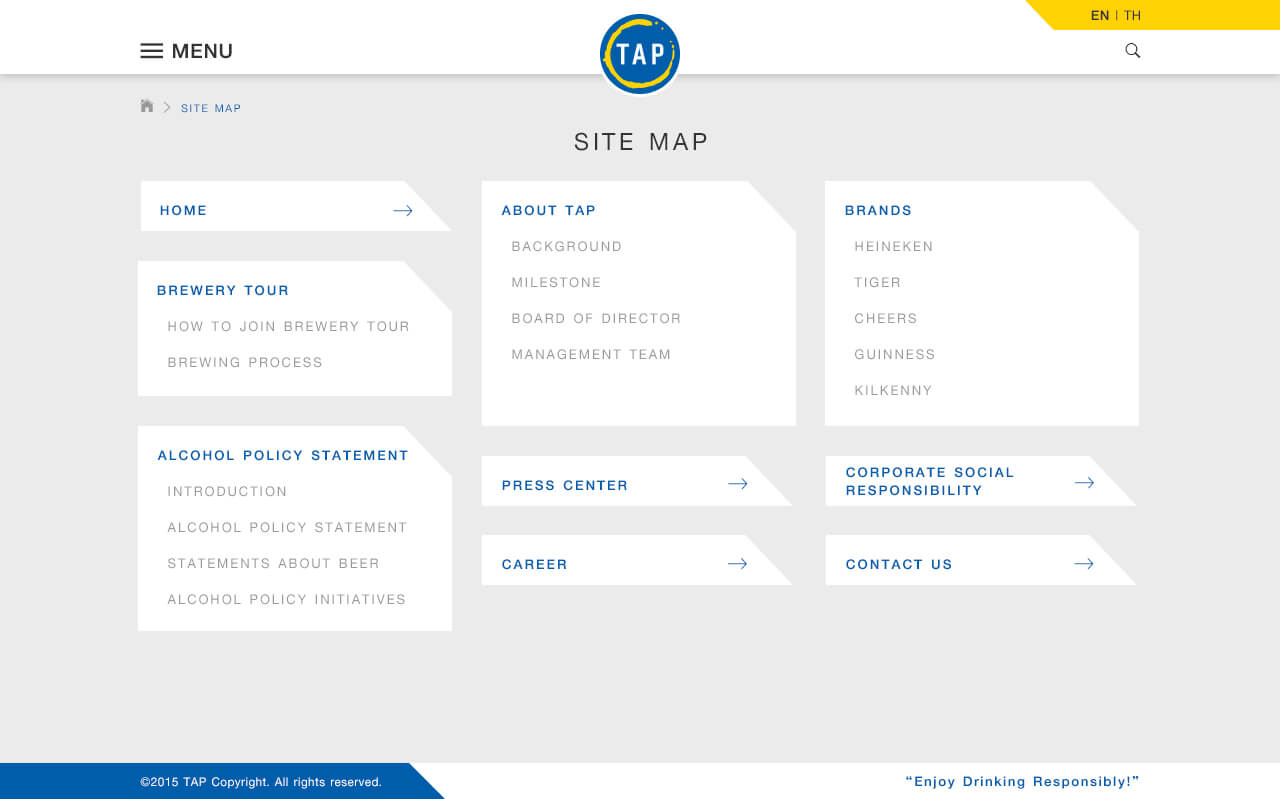 EN | TH
MENU
TAP
SITE MAP
SITE MAP
HOME
BREWERY TOUR
HOW TO JOIN BREWERY TOUR
BREWING PROCESS
ALCOHOL POLICY STATEMENT
INTRODUCTION
ALCOHOL POLICY STATEMENT
STATEMENTS ABOUT BEER
ALCOHOL POLICY INITIATIVES
ABOUT TAP
BACKGROUND
MILESTONE
BOARD OF DIRECTOR
MANAGEMENT TEAM
PRESS CENTER
CAREER
BRANDS
HEINEKEN
TIGER
CHEERS
GUINNESS
KILKENNY
CORPORATE SOCIAL
RESPONSIBILITY
CONTACT US
©2015 TAP Copyright. All rights reserved.
“Enjoy Drinking Responsibly!”